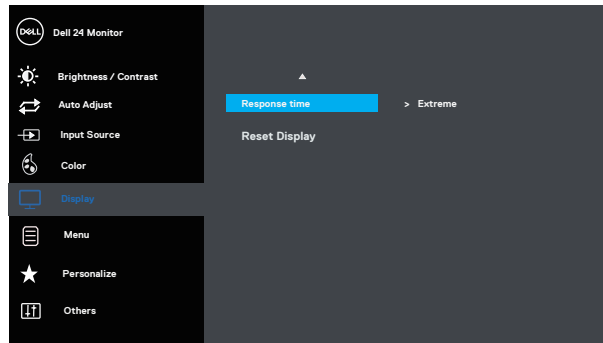 DELL Dell 24 Monitor
Brightness / Contrast
Auto Adjust
Response time > Extreme
Input Source
Reset Display
Color
Display
Menu
Personalize
Others